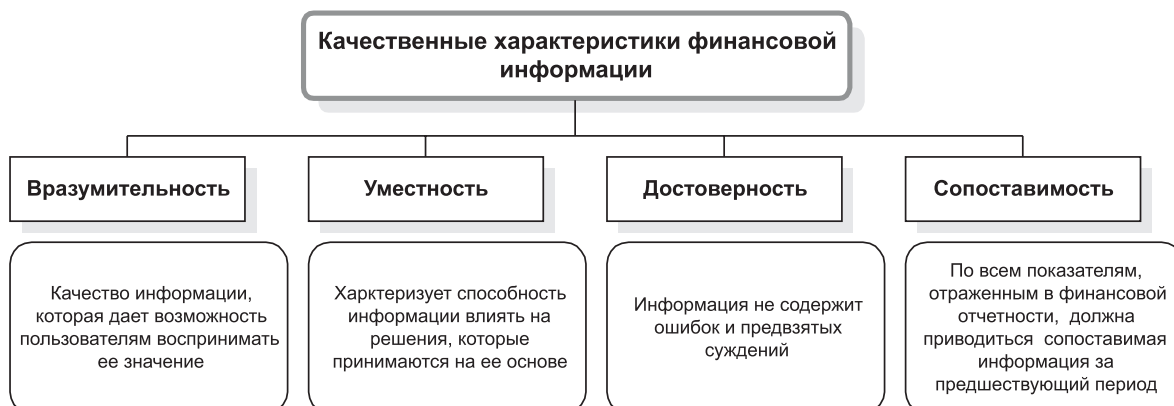 Качественные характеристики финансовой
информации
Вразумительность
Уместность
Достоверность
Сопоставимость
Качество информации,
которая дает возможность
пользователям воспринимать
ее значение
Харктеризует способность
информации влиять на
решения, которые
принимаются на ее основе
Информация не содержит
ошибок и предвзятых
суждений
По всем показателям,
отраженным в финансовой
отчетности, должна
приводиться сопоставимая
информация за
предшествующий период